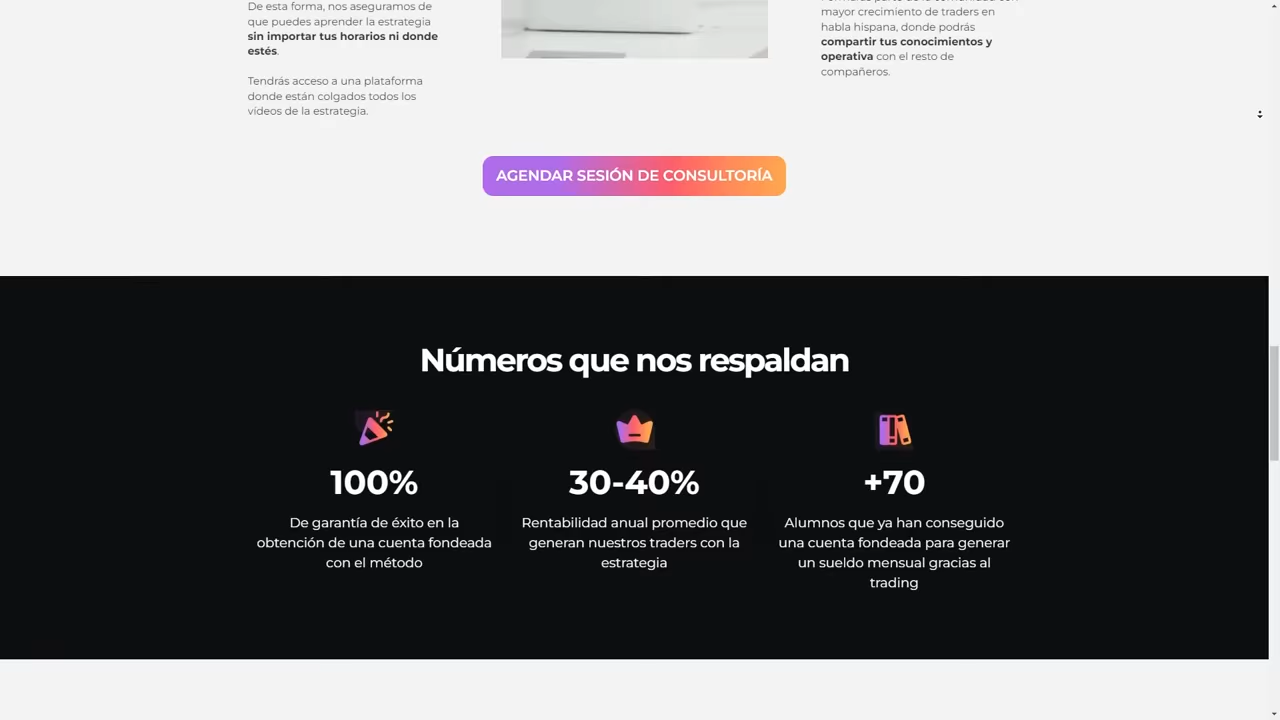 De esta forma, nos aseguramos de
que puedes aprender la estrategia
sin importar tus horarios ni donde
estés.
Tendrás acceso a una plataforma
donde están colgados todos los
vídeos de la estrategia.
mayor crecimiento de traders en
habla hispana, donde podrás
compartir tus conocimientos y
operativa con el resto de
compañeros.
AGENDAR SESIÓN DE CONSULTORÍA
Números que nos respaldan
100%
De garantía de éxito en la
obtención de una cuenta fondeada
con el método
30-40%
Rentabilidad anual promedio que
generan nuestros traders con la
estrategia
+70
Alumnos que ya han conseguido
una cuenta fondeada para generar
un sueldo mensual gracias al
trading